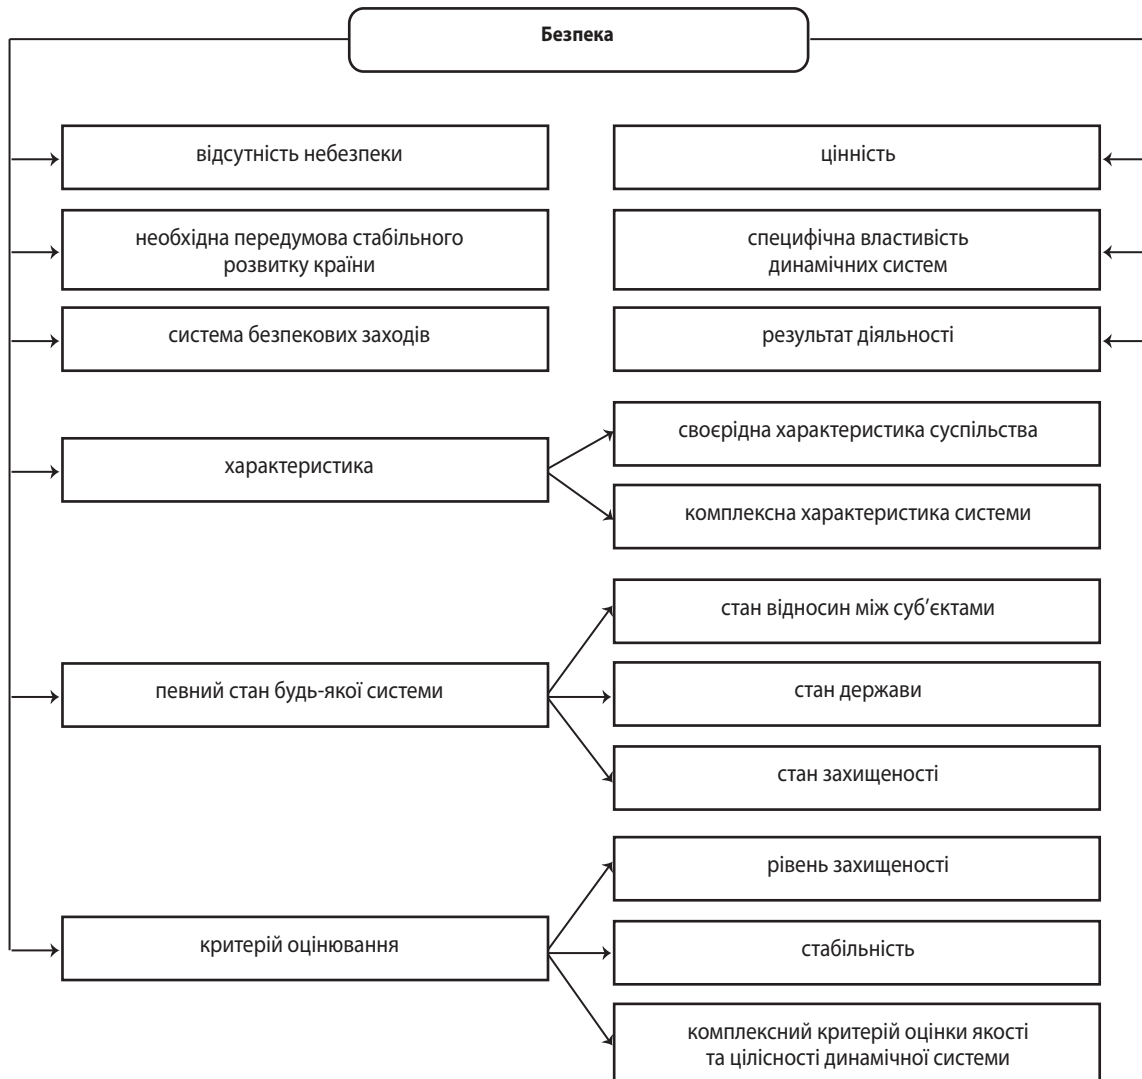 Безпека
відсутність небезпеки
цінність
необхідна передумова стабільного
розвитку країни
специфічна властивість
динамічних систем
система безпекових заходів
результат діяльності
характеристика
своєрідна характеристика суспільства
комплексна характеристика системи
певний стан будь-якої системи
стан відносин між суб’єктами
стан держави
стан захищеності
критерій оцінювання
рівень захищеності
стабільність
комплексний критерій оцінки якості
та цілісності динамічної системи